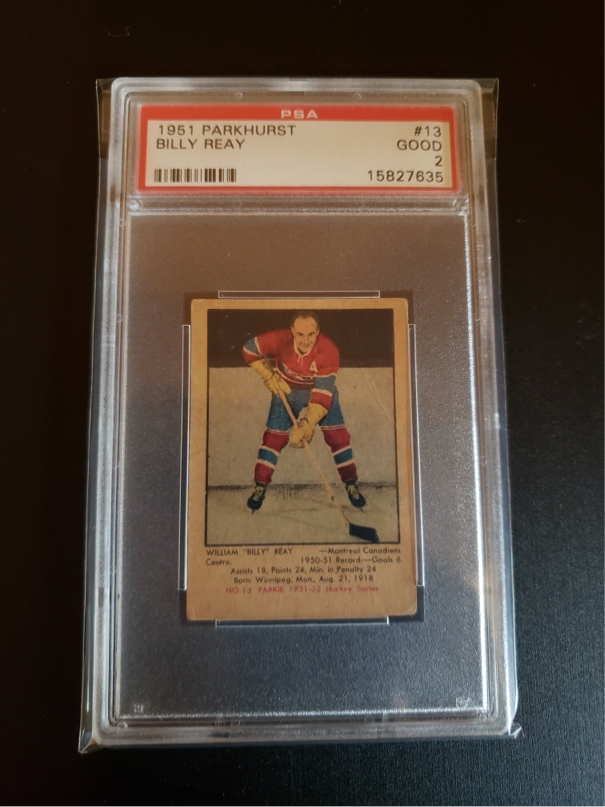 PSA
1951 PARKHURST #13
BILLY REAY GOOD
2
15827635
A
WILLIAM "BILLY" REAY —Montreal Canadiens
Centre. 1950-51 Record.—Goals 6
Assists 18, Points 24, Min. in Penalty 24
Born Winnipeg, Man., Aug. 21, 1918
NO. 13 PARKIE 1951-52 Hockey Series